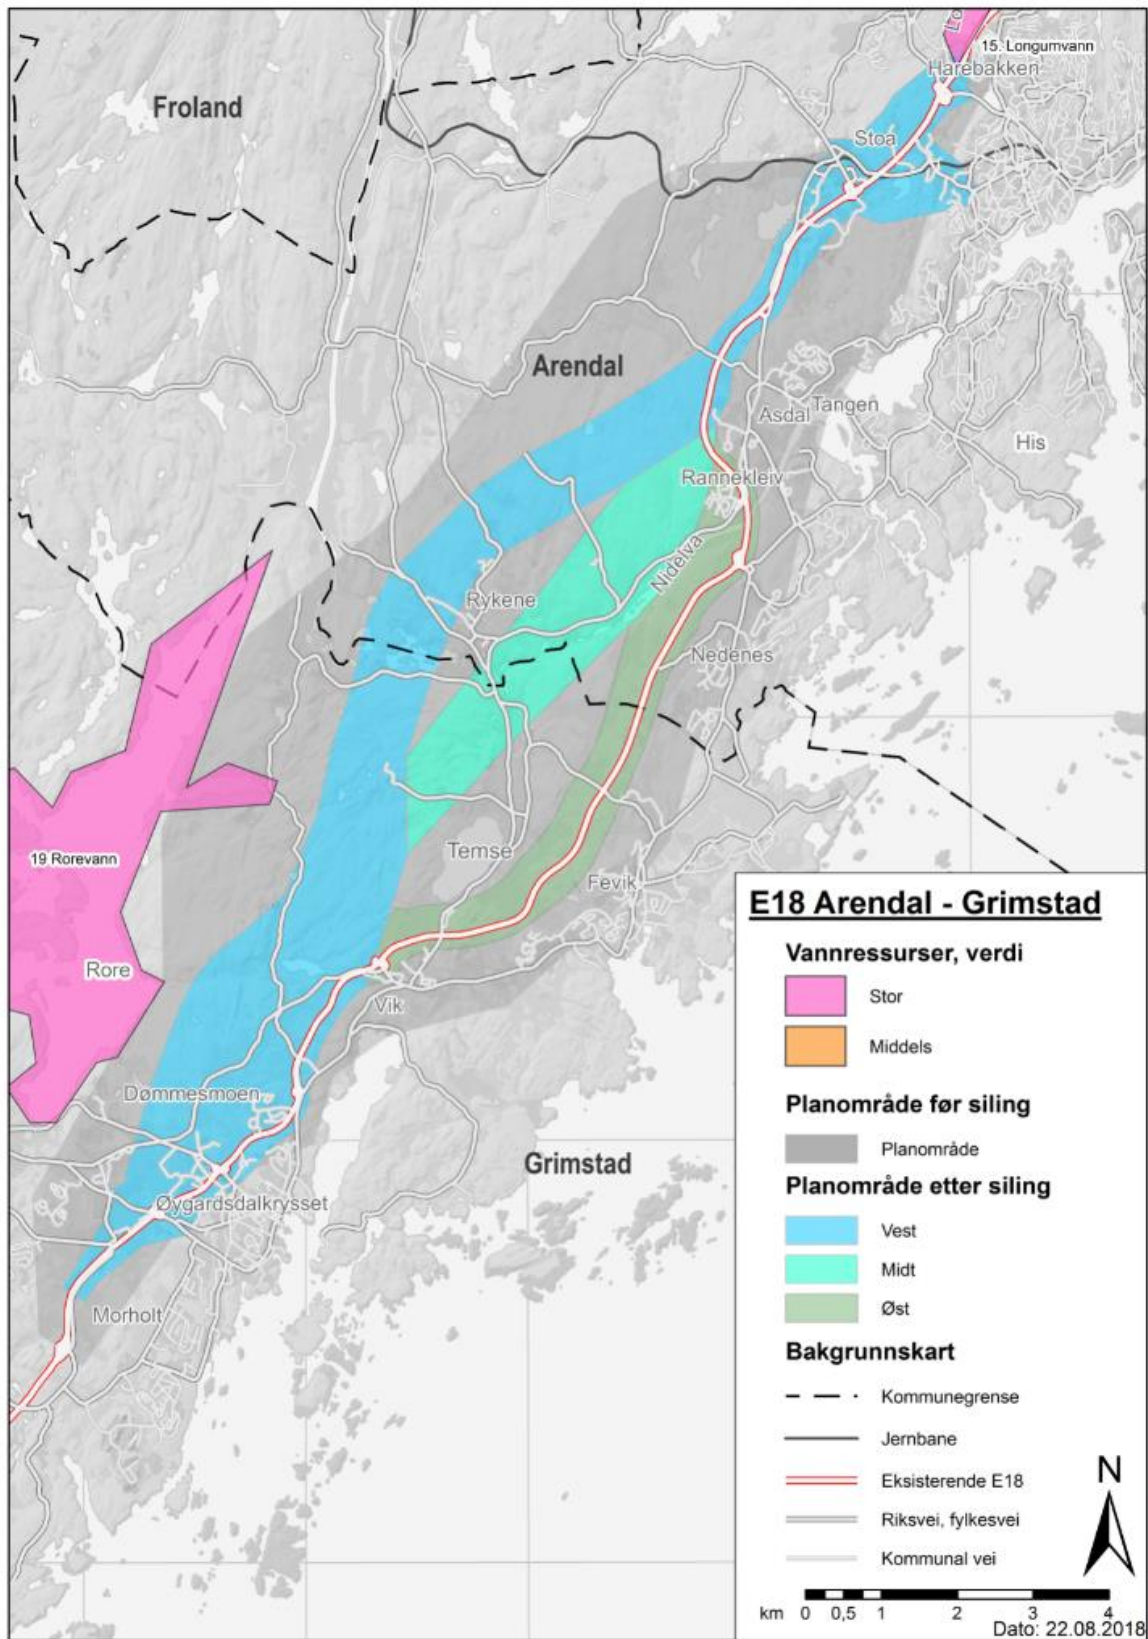 Lo
15. Longumvann
Harebakken
Froland
Stoa
Arendal
Asdal
Tangen
His
Rannekleiv
Nidelva
Rykene
Nedenes
19 Rorevann
Temse
Fevik
Rore
Vik
Dømmesmoen
Grimstad
Øygardsdalkrysset
Morholt
E18 Arendal - Grimstad
Vannressurser, verdi
Stor
Middels
Planområde før siling
Planområde
Planområde etter siling
Vest
Midt
Øst
Bakgrunnskart
Kommunegrense
Jernbane
Eksisterende E18
Riksvei, fylkesvei
Kommunal vei
N
km 0 0,5 1 2 3 4
Dato: 22.08.2018